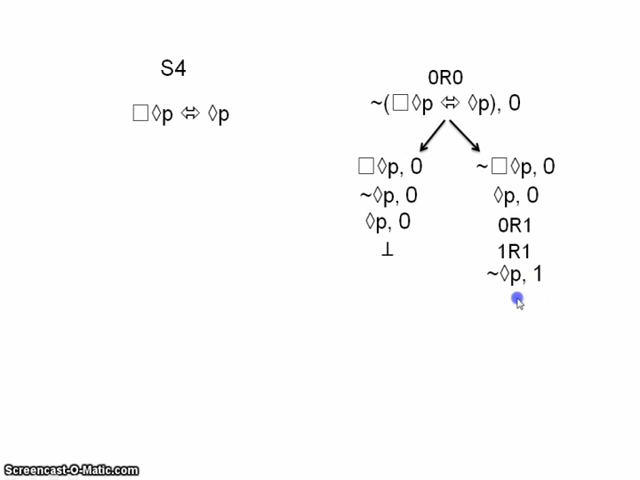 S4
□◊p ⇔ ◊p
0R0
~(□◊p ⇔ ◊p), 0
□◊p, 0
~◊p, 0
◊p, 0
⊥
~□◊p, 0
◊p, 0
0R1
1R1
~◊p, 1
Screencast-O-Matic.com